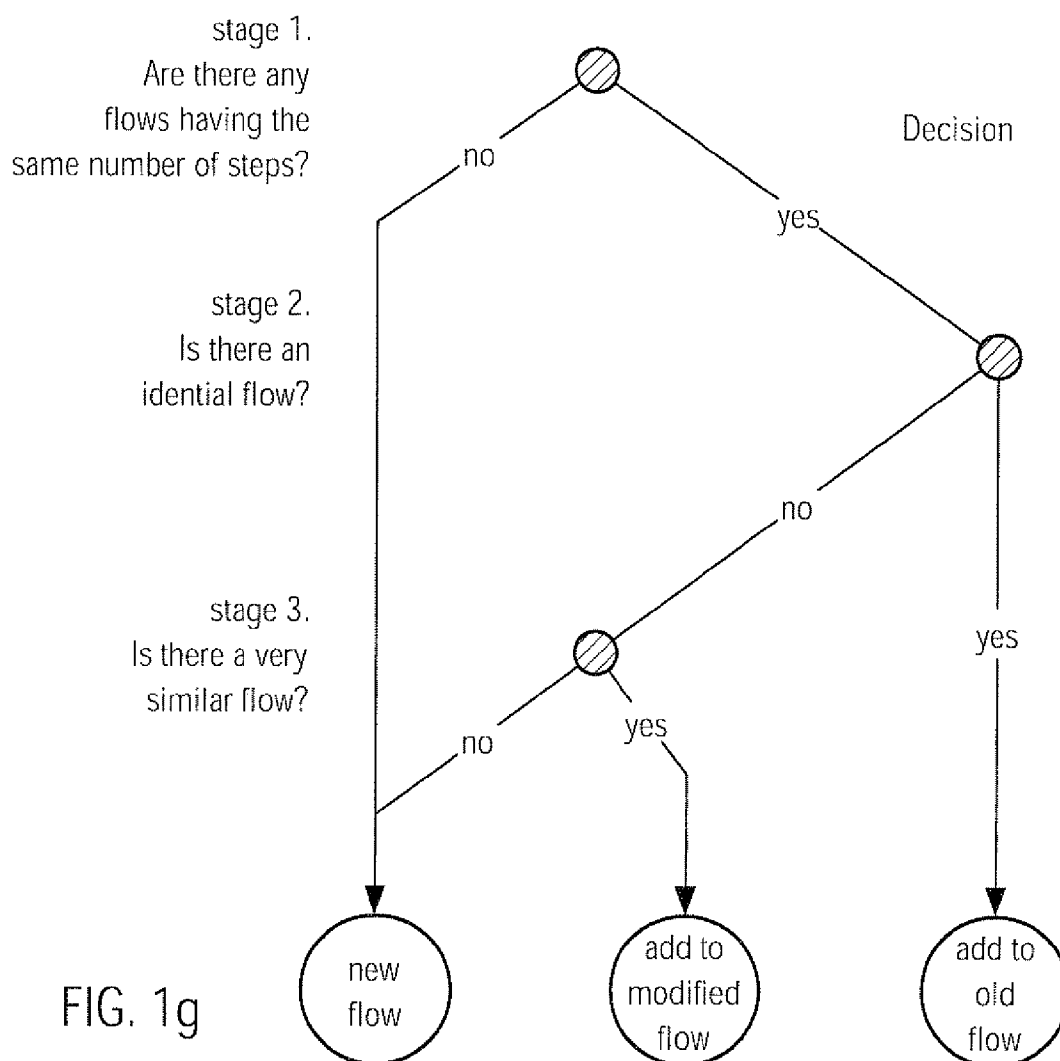 stage 1.
Are there any
flows having the
same number of steps?
no
yes
Decision
stage 2.
Is there an
idential flow?
no
yes
stage 3.
Is there a very
similar flow?
no
yes
new
flow
add to
modified
flow
add to
old
flow
FIG. 1g